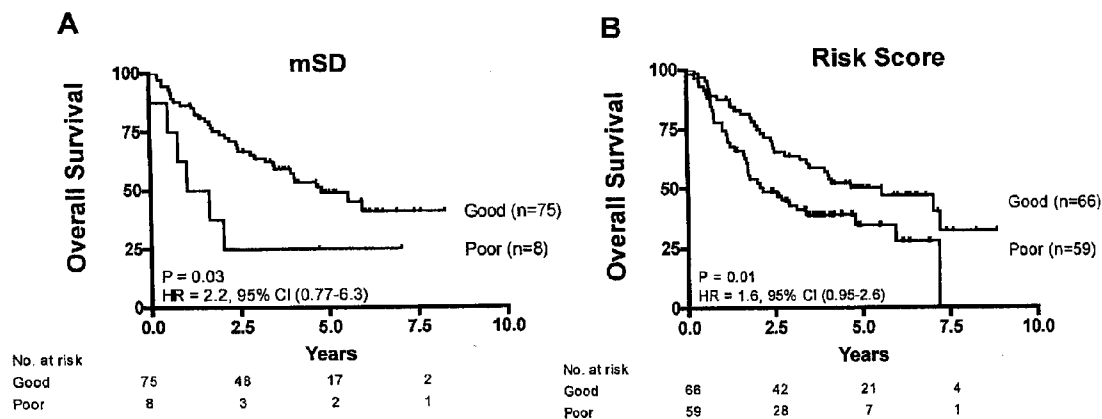 A
mSD
Overall Survival
100
75
50
25
0
Good (n=75)
Poor (n=8)
P = 0.03
HR = 2.2, 95% CI (0.77-6.3)
0.0 2.5 5.0 7.5 10.0
Years
No. at risk
Good 75 48 17 2
Poor 8 3 2 1
B
Risk Score
Overall Survival
100
75
50
25
0
Good (n=66)
Poor (n=59)
P = 0.01
HR = 1.6, 95% CI (0.95-2.6)
0.0 2.5 5.0 7.5 10.0
Years
No. at risk
Good 66 42 21 4
Poor 59 28 7 1